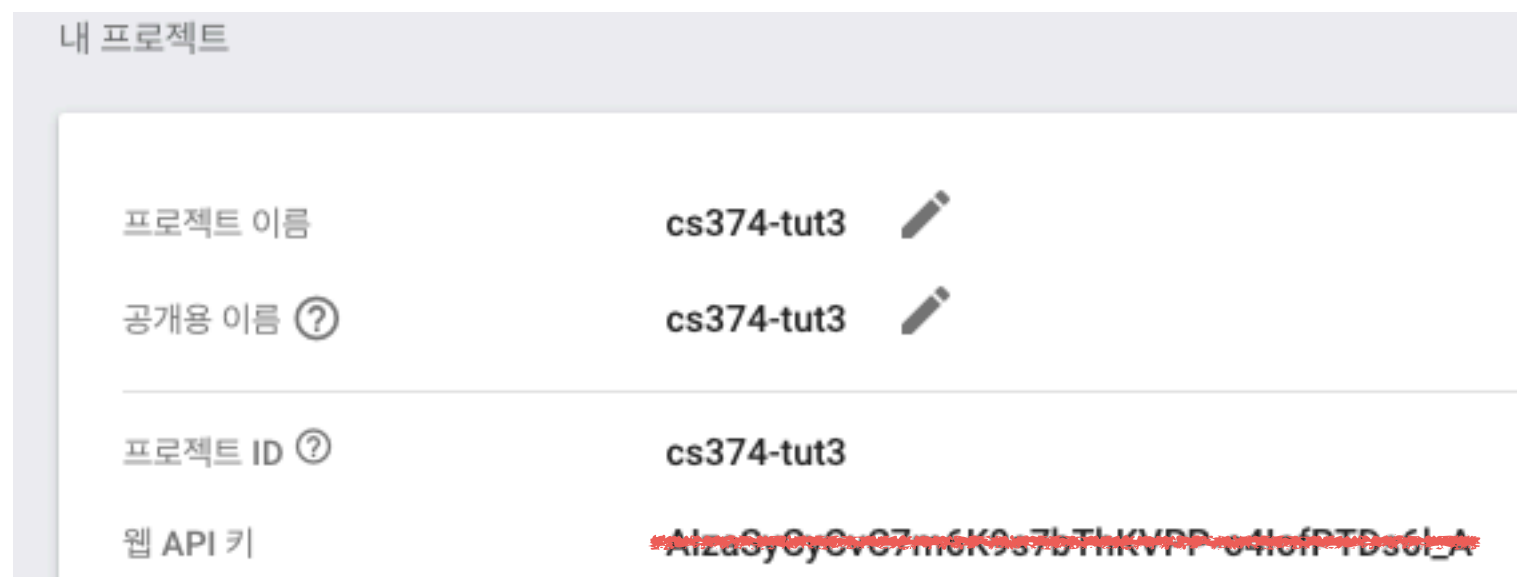 내 프로젝트
프로젝트 이름 cs374-tut3
공개용 이름 cs374-tut3
프로젝트 ID cs374-tut3
웹 API 키